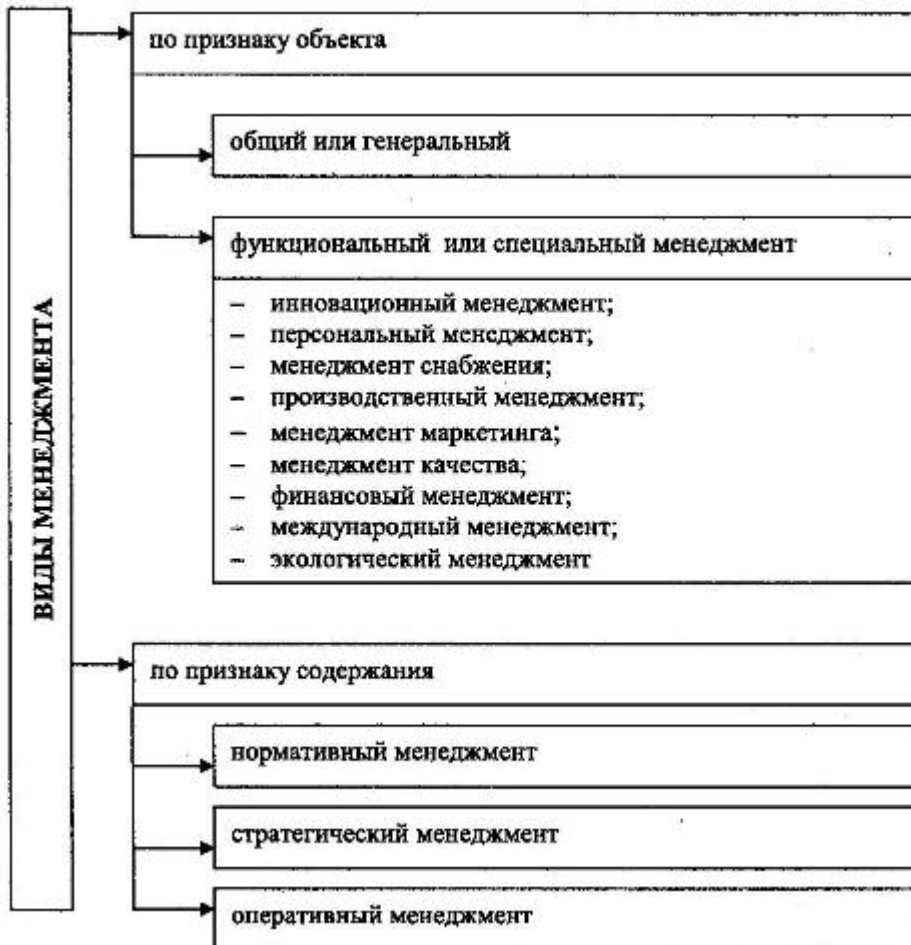 ВИДЫ МЕНЕДЖМЕНТА
по признаку объекта
общий или генеральный
функциональный или специальный менеджмент
– инновационный менеджмент;
– персональный менеджмент;
– менеджмент снабжения;
– производственный менеджмент;
– менеджмент маркетинга;
– менеджмент качества;
– финансовый менеджмент;
– международный менеджмент;
– экологический менеджмент
по признаку содержания
нормативный менеджмент
стратегический менеджмент
оперативный менеджмент